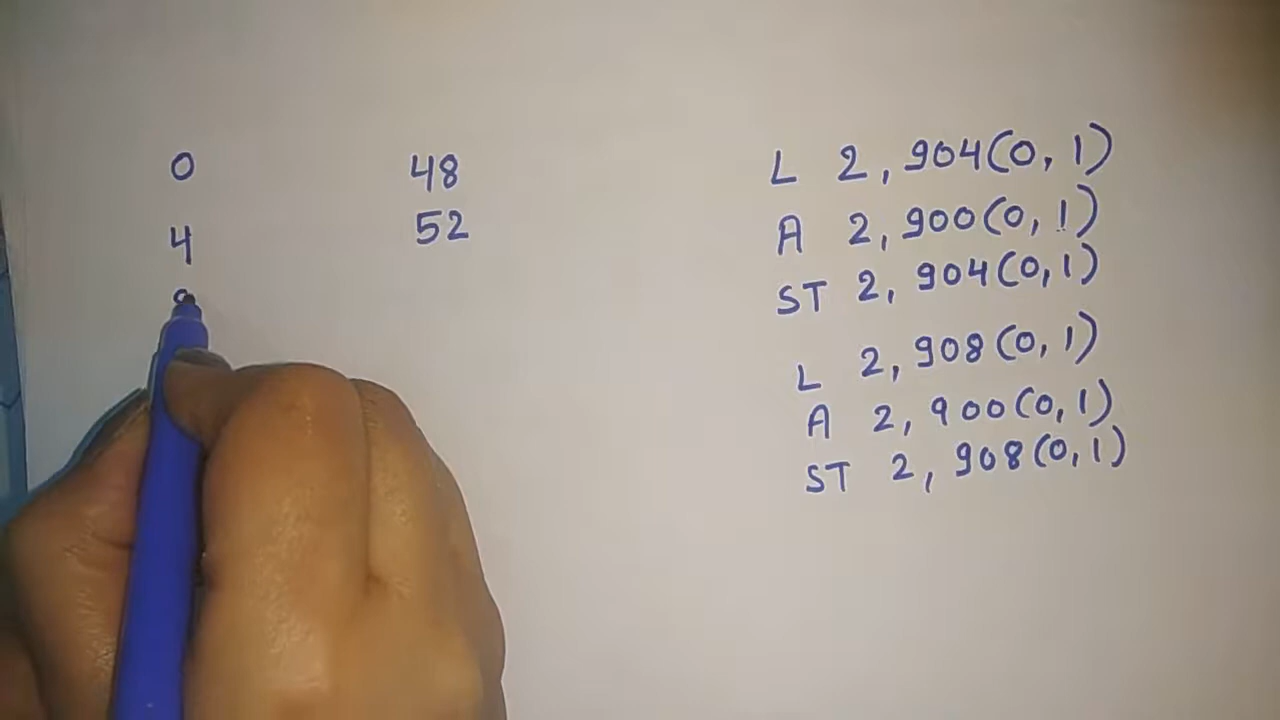 0 48 L 2, 904(0, 1)
4 52 A 2, 900(0, 1)
ST 2, 904(0, 1)
L 2, 908(0, 1)
A 2, 900(0, 1)
ST 2, 908(0, 1)